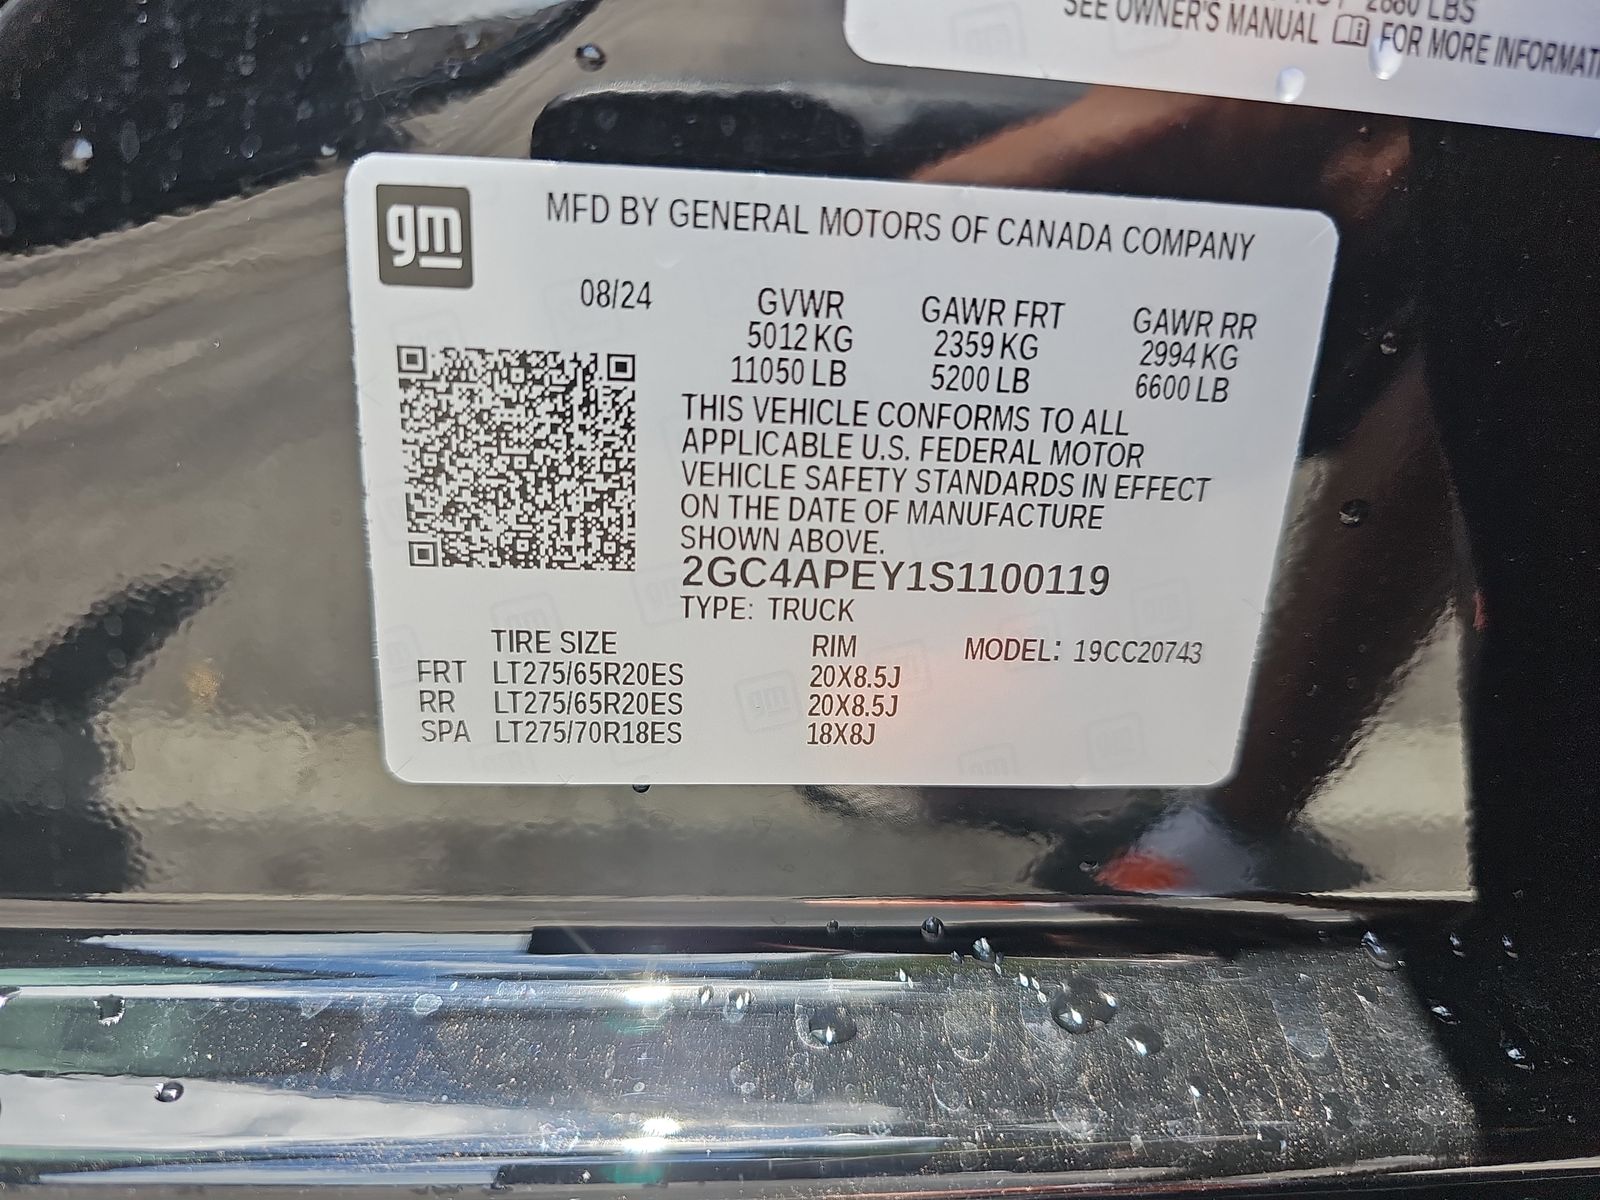 2860 LBS
SEE OWNER'S MANUAL FOR MORE INFORMATI
gm
MFD BY GENERAL MOTORS OF CANADA COMPANY
08/24 GVWR GAWR FRT GAWR RR
5012 KG 2359 KG 2994 KG
11050 LB 5200 LB 6600 LB
THIS VEHICLE CONFORMS TO ALL
APPLICABLE U.S. FEDERAL MOTOR
VEHICLE SAFETY STANDARDS IN EFFECT
ON THE DATE OF MANUFACTURE
SHOWN ABOVE.
2GC4APEY1S1100119
TYPE: TRUCK
TIRE SIZE RIM MODEL: 19CC20743
FRT LT275/65R20ES 20X8.5J
RR LT275/65R20ES 20X8.5J
SPA LT275/70R18ES 18X8J